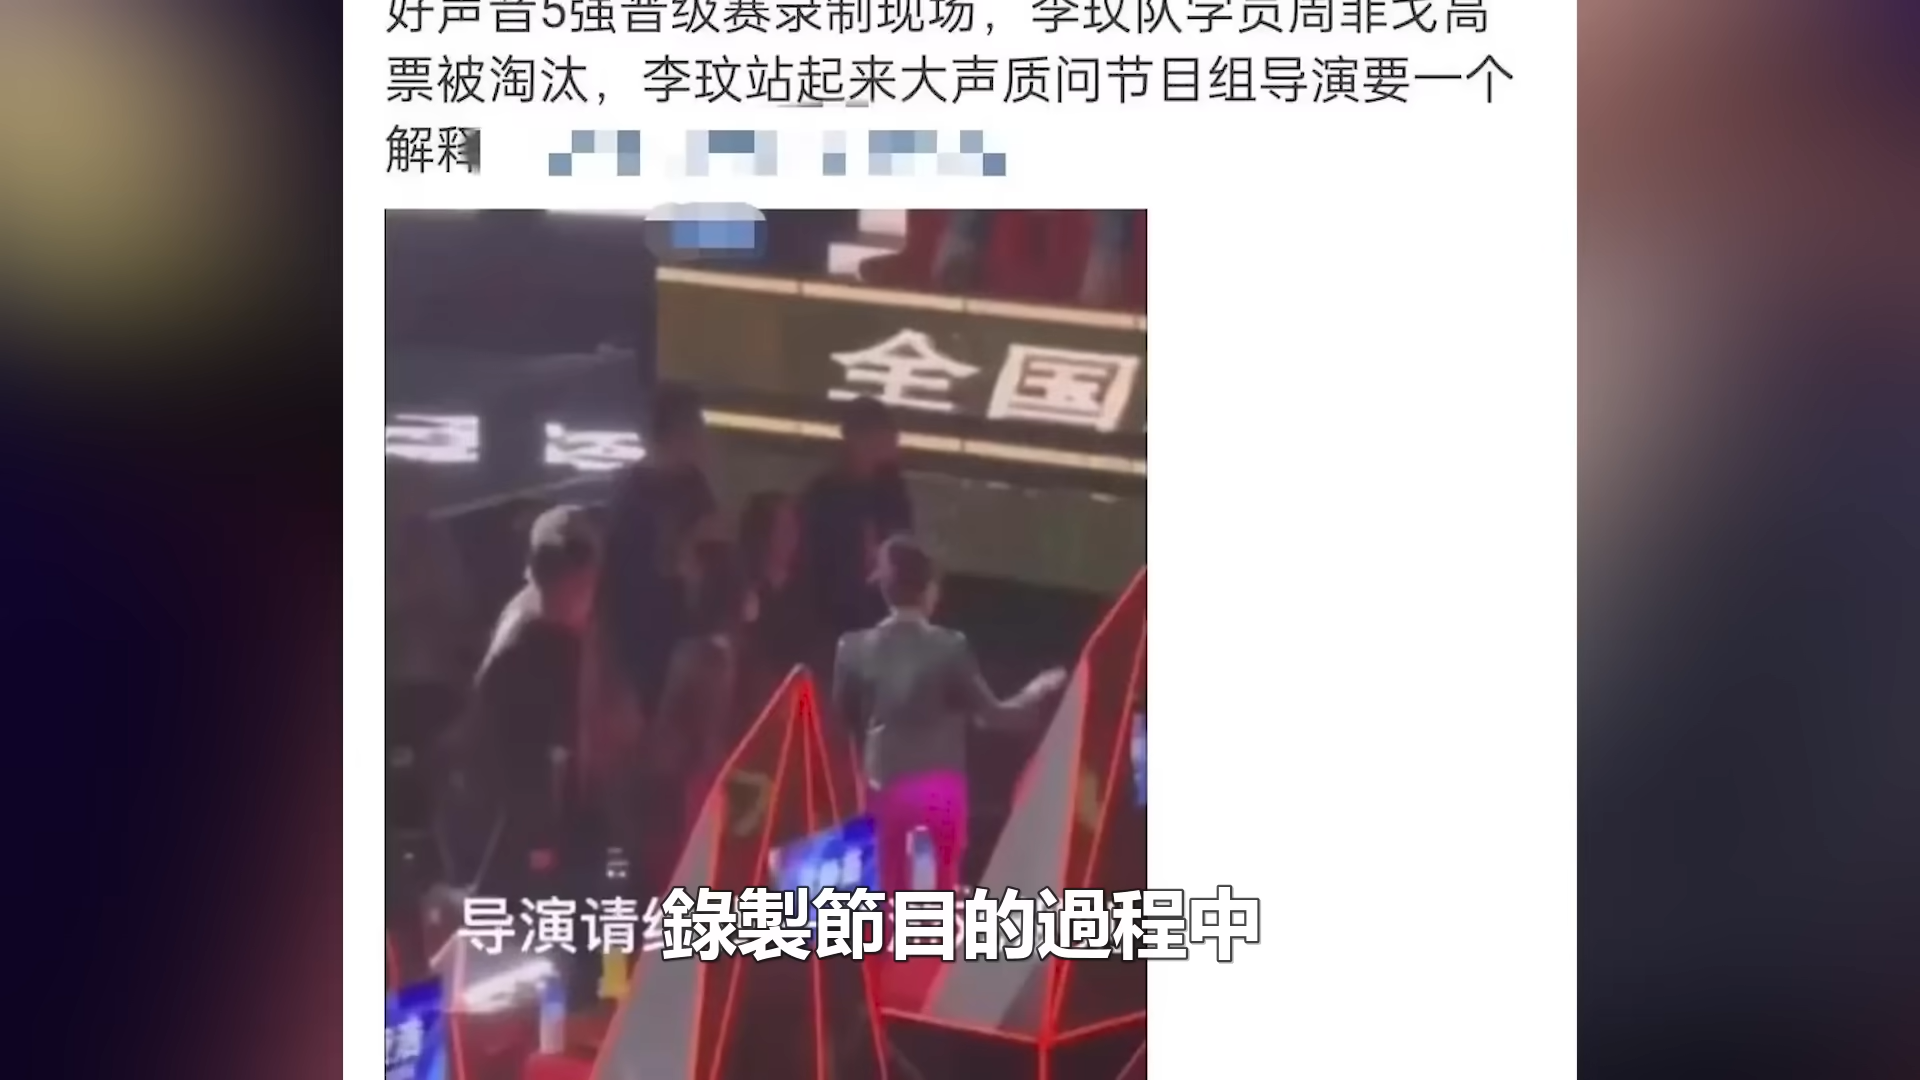 好声音5强晋级赛录制现场，李玟队学员周菲戈高
票被淘汰，李玟站起来大声质问节目组导演要一个
解释
全国
导演请给
錄製節目的過程中